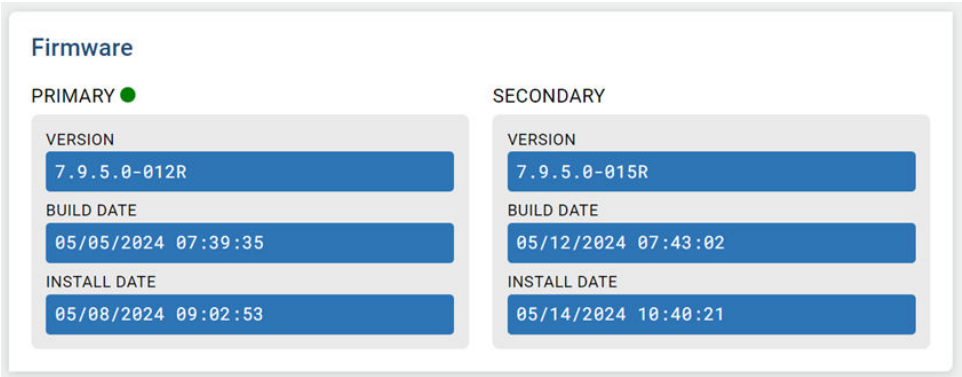 Firmware
PRIMARY
VERSION
7.9.5.0-012R
BUILD DATE
05/05/2024 07:39:35
INSTALL DATE
05/08/2024 09:02:53
SECONDARY
VERSION
7.9.5.0-015R
BUILD DATE
05/12/2024 07:43:02
INSTALL DATE
05/14/2024 10:40:21